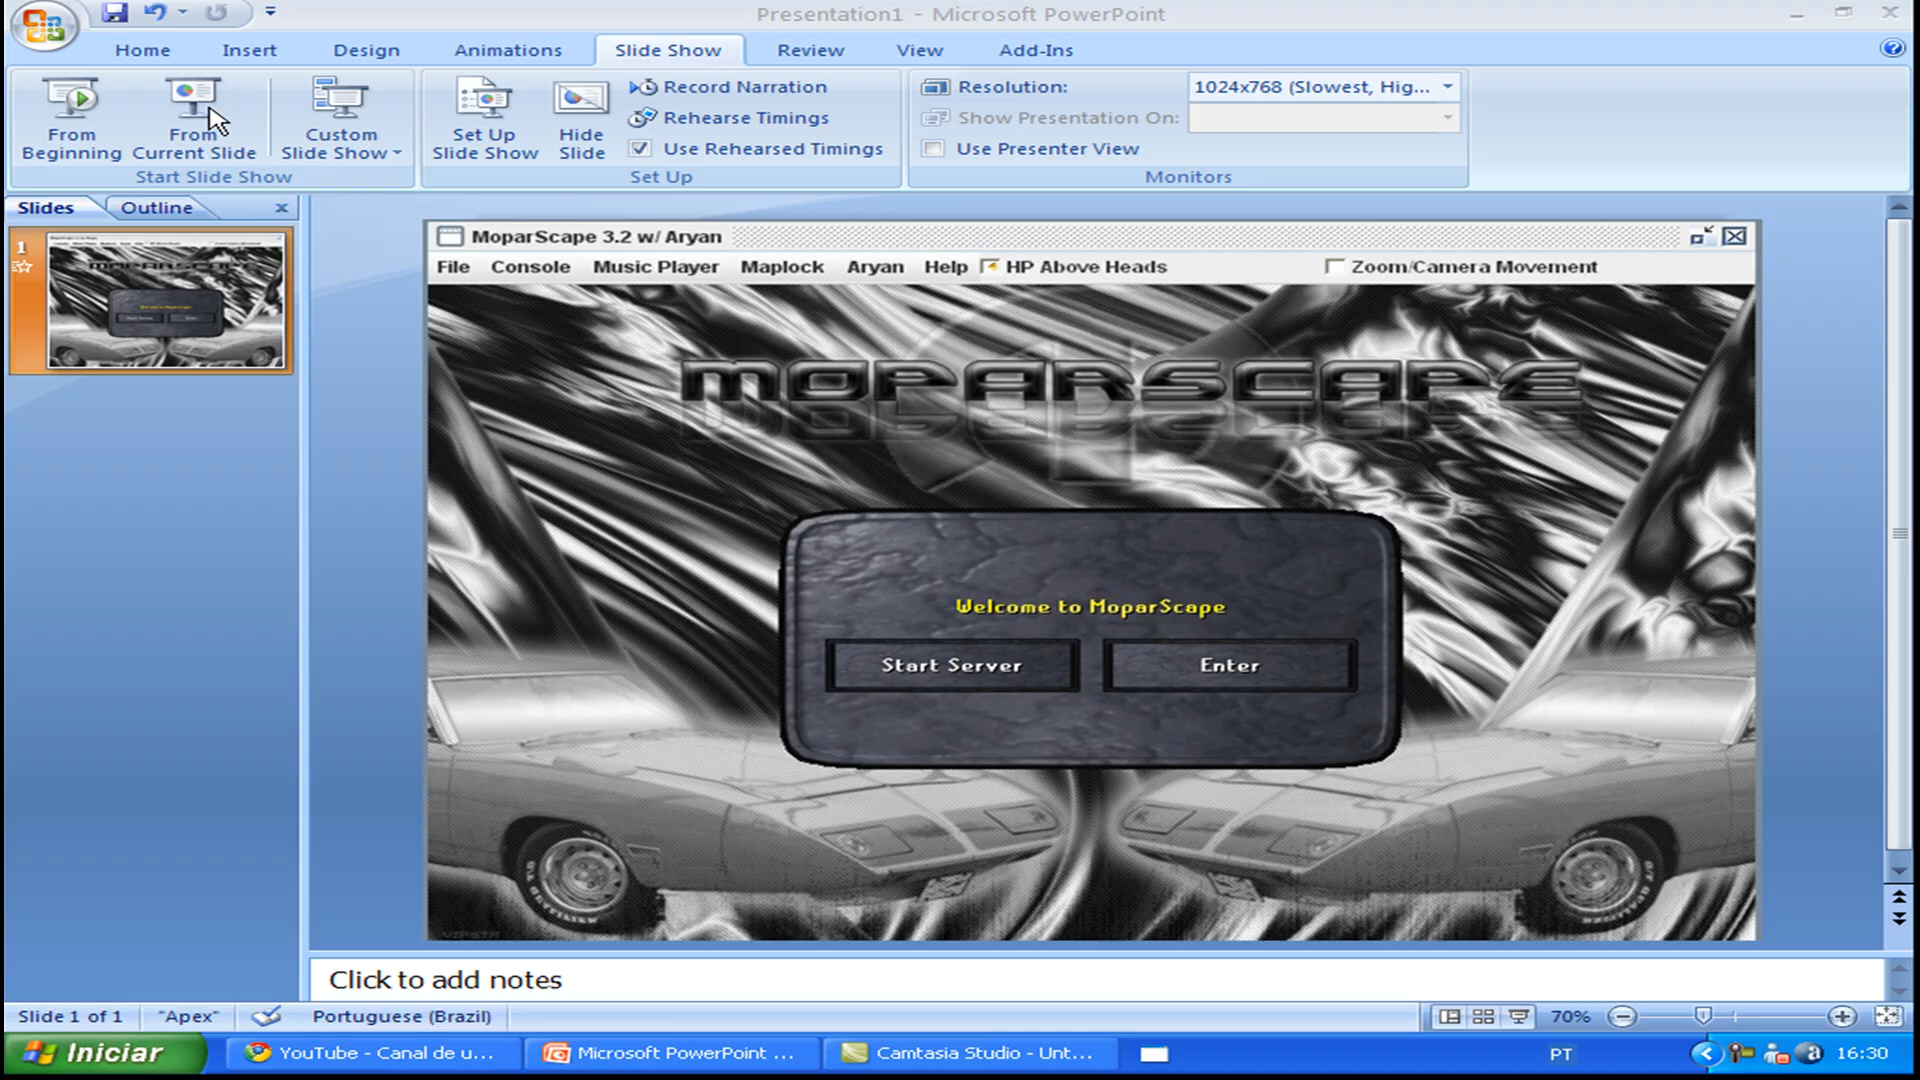 Presentation1 - Microsoft PowerPoint
Home Insert Design Animations Slide Show Review View Add-Ins
From Beginning
From Current Slide
Custom Slide Show
Start Slide Show
Set Up Slide Show
Hide Slide
Record Narration
Rehearse Timings
Use Rehearsed Timings
Set Up
Resolution: 1024x768 (Slowest, Hig...
Show Presentation On:
Use Presenter View
Monitors
Slides Outline
1
MoparScape 3.2 w/ Aryan
File Console Music Player Maplock Aryan Help HP Above Heads Zoom/Camera Movement
MOPARSCAPE
Welcome to MoparScape
Start Server Enter
Click to add notes
Slide 1 of 1 "Apex" Portuguese (Brazil) 70%
Iniciar YouTube - Canal de u... Microsoft PowerPoint ... Camtasia Studio - Unt... PT 16:30